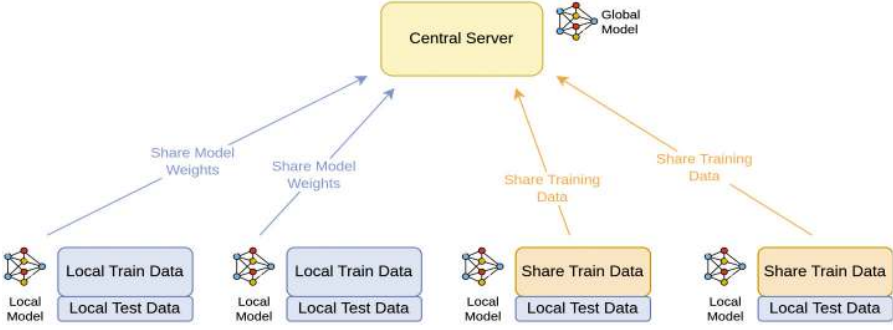 Central Server
Global
Model
Share Model
Weights
Share Model
Weights
Share Training
Data
Share Training
Data
Local
Model
Local Train Data
Local Test Data
Local
Model
Local Train Data
Local Test Data
Local
Model
Share Train Data
Local Test Data
Local
Model
Share Train Data
Local Test Data